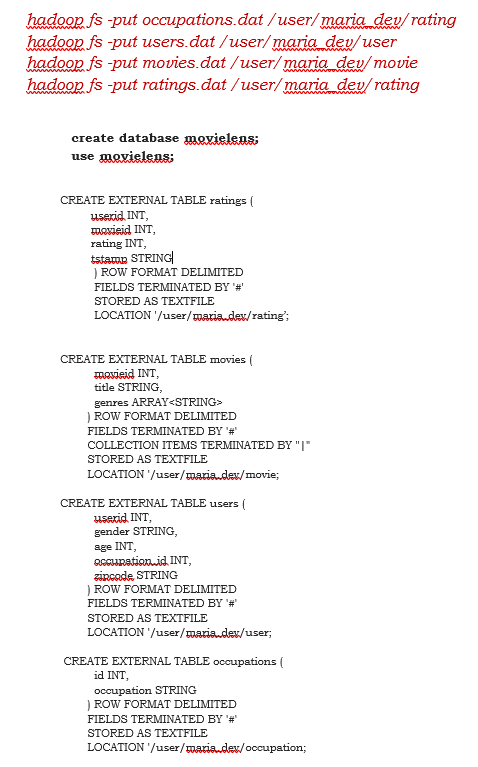 hadoop fs -put occupations.dat /user/maria_dev/rating
hadoop fs -put users.dat /user/maria_dev/user
hadoop fs -put movies.dat /user/maria_dev/movie
hadoop fs -put ratings.dat /user/maria_dev/rating
create database movielens;
use movielens;
CREATE EXTERNAL TABLE ratings (
userid INT,
movieid INT,
rating INT,
tstamp STRING
) ROW FORMAT DELIMITED
FIELDS TERMINATED BY '#'
STORED AS TEXTFILE
LOCATION '/user/maria_dev/rating';
CREATE EXTERNAL TABLE movies (
movieid INT,
title STRING,
genres ARRAY<STRING>
) ROW FORMAT DELIMITED
FIELDS TERMINATED BY '#'
COLLECTION ITEMS TERMINATED BY "|"
STORED AS TEXTFILE
LOCATION '/user/maria_dev/movie;
CREATE EXTERNAL TABLE users (
userid INT,
gender STRING,
age INT,
occupation_id INT,
zipcode STRING
) ROW FORMAT DELIMITED
FIELDS TERMINATED BY '#'
STORED AS TEXTFILE
LOCATION '/user/maria_dev/user;
CREATE EXTERNAL TABLE occupations (
id INT,
occupation STRING
) ROW FORMAT DELIMITED
FIELDS TERMINATED BY '#'
STORED AS TEXTFILE
LOCATION '/user/maria_dev/occupation;